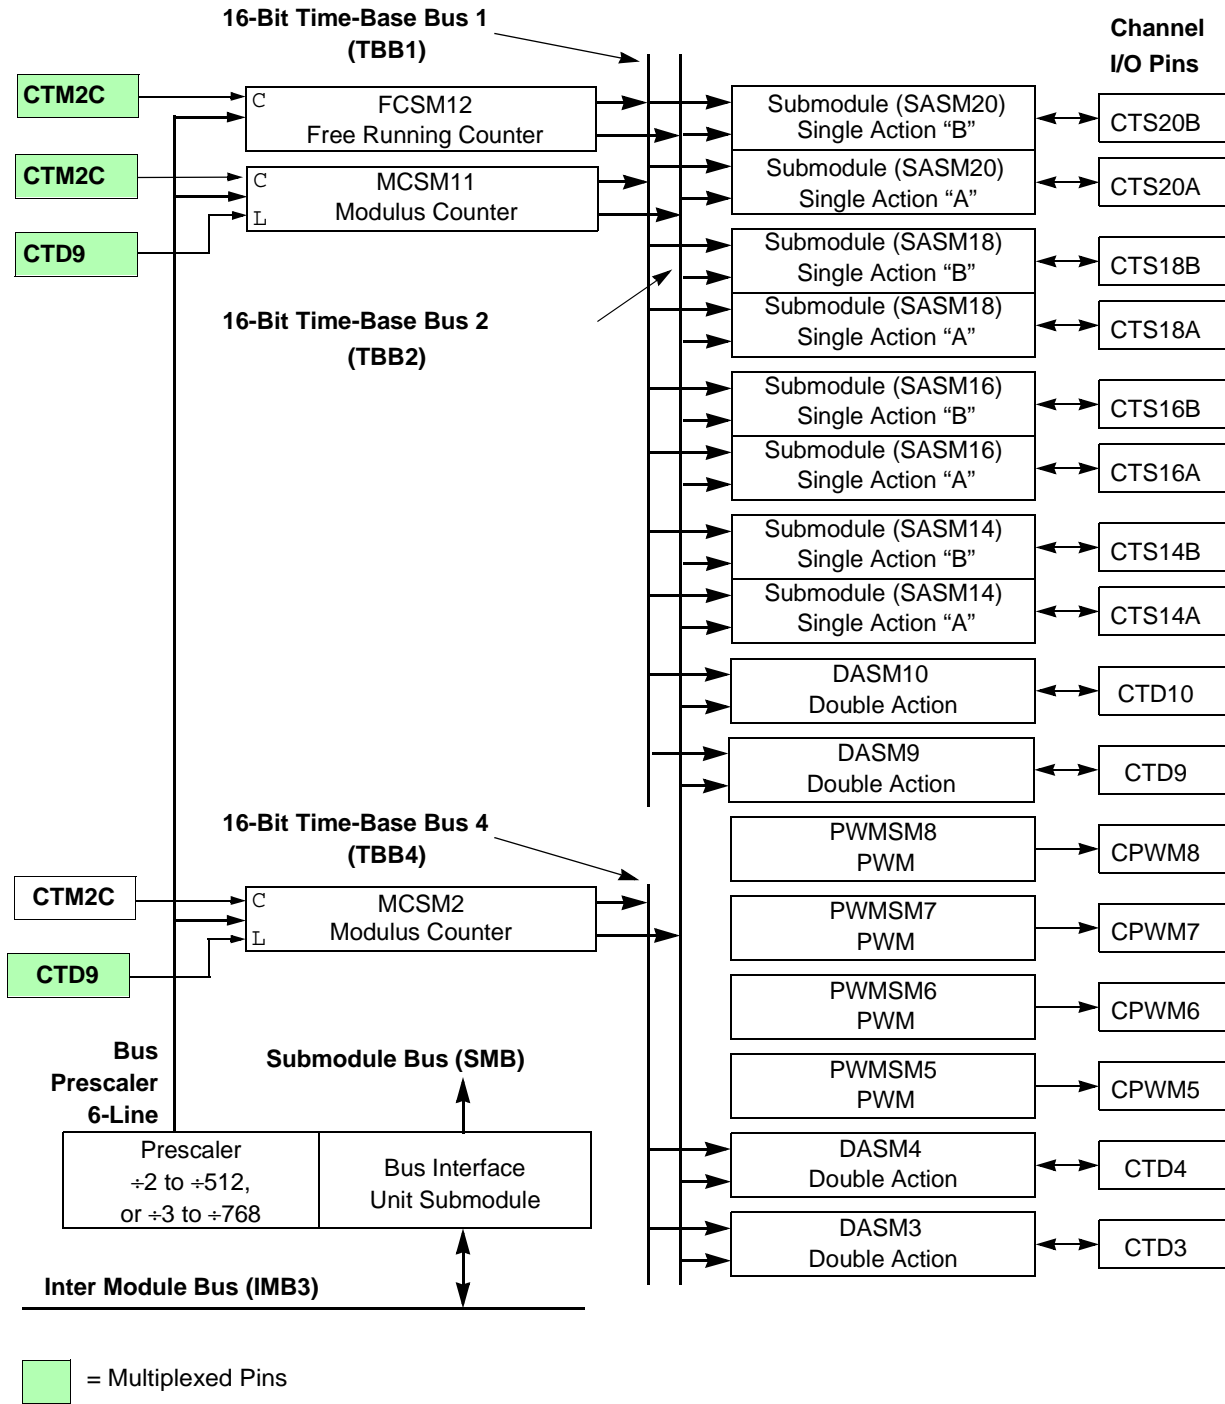 16-Bit Time-Base Bus 1
(TBB1)
Channel
I/O Pins
CTM2C
C
FCSM12
Free Running Counter
CTM2C
C
MCSM11
Modulus Counter
L
CTD9
16-Bit Time-Base Bus 2
(TBB2)
Submodule (SASM20)
Single Action “B”
CTS20B
Submodule (SASM20)
Single Action “A”
CTS20A
Submodule (SASM18)
Single Action “B”
CTS18B
Submodule (SASM18)
Single Action “A”
CTS18A
Submodule (SASM16)
Single Action “B”
CTS16B
Submodule (SASM16)
Single Action “A”
CTS16A
Submodule (SASM14)
Single Action “B”
CTS14B
Submodule (SASM14)
Single Action “A”
CTS14A
DASM10
Double Action
CTD10
DASM9
Double Action
CTD9
16-Bit Time-Base Bus 4
(TBB4)
CTM2C
C
MCSM2
Modulus Counter
L
CTD9
PWMSM8
PWM
CPWM8
PWMSM7
PWM
CPWM7
PWMSM6
PWM
CPWM6
PWMSM5
PWM
CPWM5
DASM4
Double Action
CTD4
DASM3
Double Action
CTD3
Bus
Prescaler
6-Line
Submodule Bus (SMB)
Prescaler
÷2 to ÷512,
or ÷3 to ÷768
Bus Interface
Unit Submodule
Inter Module Bus (IMB3)
= Multiplexed Pins